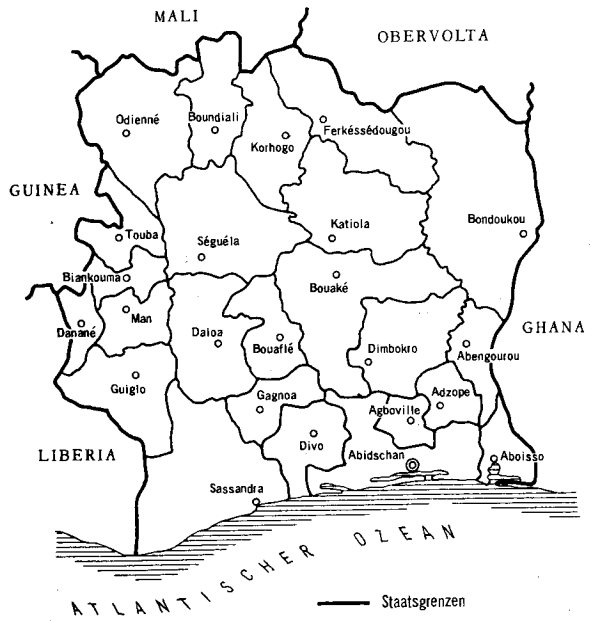 MALI
OBERVOLTA
Odienné
Boundiali
Korhogo
Ferkéssédougou
GUINEA
Touba
Séguéla
Katiola
Bondoukou
Biankouma
Bouaké
Danané
Man
Daloa
Bouaflé
Dimbokro
Abengourou
GHANA
Guiglo
Gagnoa
Agboville
Adzope
LIBERIA
Divo
Abidschan
Aboisso
Sassandra
ATLANTISCHER OZEAN
Staatsgrenzen